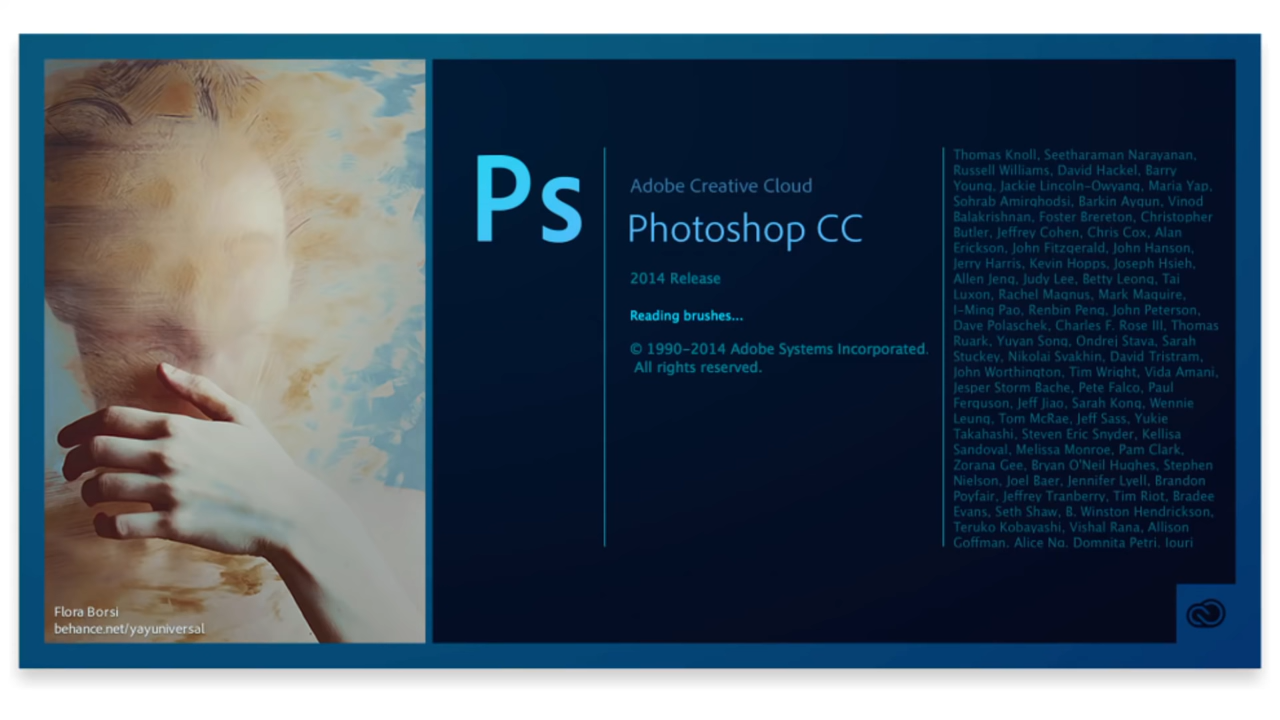 Ps
Adobe Creative Cloud
Photoshop CC
2014 Release
Reading brushes...
© 1990-2014 Adobe Systems Incorporated.
All rights reserved.
Thomas Knoll, Seetharaman Narayanan,
Russell Williams, David Hackel, Barry
Young, Jackie Lincoln-Owyang, Maria Yap,
Sohrab Amirghodsi, Barkin Aygun, Vinod
Balakrishnan, Foster Brereton, Christopher
Butler, Jeffrey Cohen, Chris Cox, Alan
Erickson, John Fitzgerald, John Hanson,
Jerry Harris, Kevin Hopps, Joseph Hsieh,
Allen Jeng, Judy Lee, Betty Leong, Tai
Luxon, Rachel Magnus, Mark Maguire,
I-Ming Pao, Renbin Peng, John Peterson,
Dave Polaschek, Charles F. Rose III, Thomas
Ruark, Yuyan Song, Ondrej Stava, Sarah
Stuckey, Nikolai Svakhin, David Tristram,
John Worthington, Tim Wright, Vida Amani,
Jesper Storm Bache, Pete Falco, Paul
Ferguson, Jeff Jiao, Sarah Kong, Wennie
Leung, Tom McRae, Jeff Sass, Yukie
Takahashi, Steven Eric Snyder, Kellisa
Sandoval, Melissa Monroe, Pam Clark,
Zorana Gee, Bryan O'Neil Hughes, Stephen
Nielson, Joel Baer, Jennifer Lyell, Brandon
Poyfair, Jeffrey Tranberry, Tim Riot, Bradee
Evans, Seth Shaw, B. Winston Hendrickson,
Teruko Kobayashi, Vishal Rana, Allison
Goffman, Alice Ng, Domnita Petri, Iouri
Flora Borsi
behance.net/yayuniversal